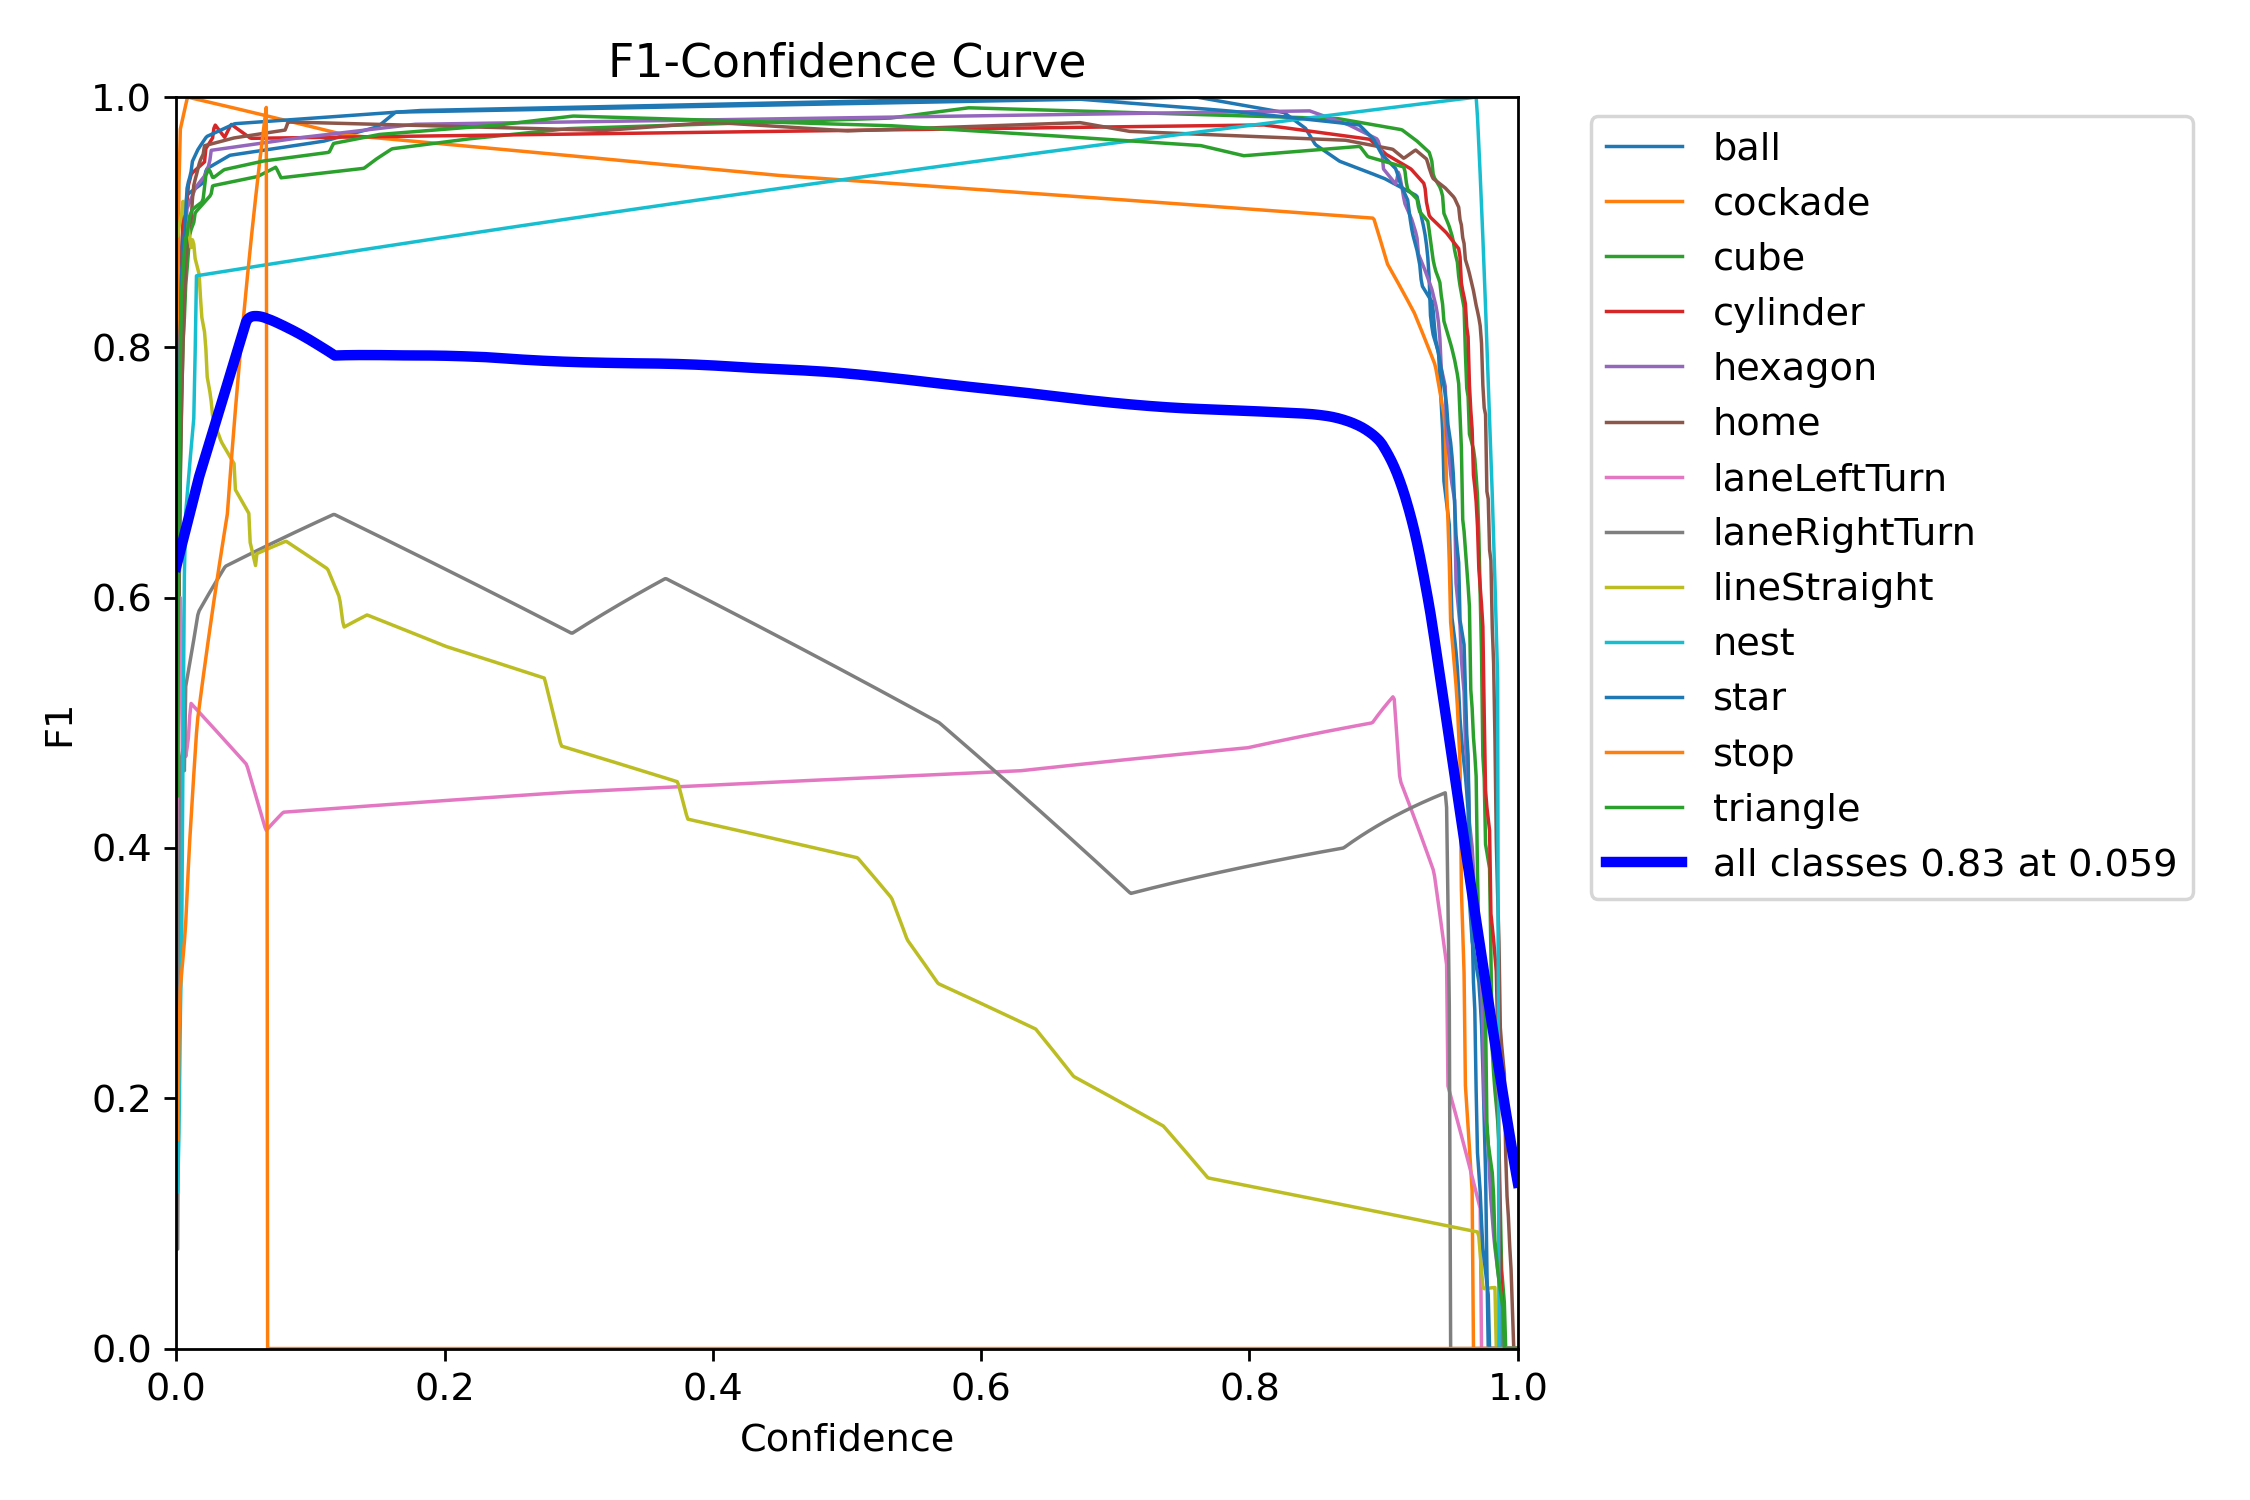 F1-Confidence Curve
1.0
0.8
0.6
0.4
0.2
0.0
F1
0.0 0.2 0.4 0.6 0.8 1.0
Confidence
ball
cockade
cube
cylinder
hexagon
home
laneLeftTurn
laneRightTurn
lineStraight
nest
star
stop
triangle
all classes 0.83 at 0.059